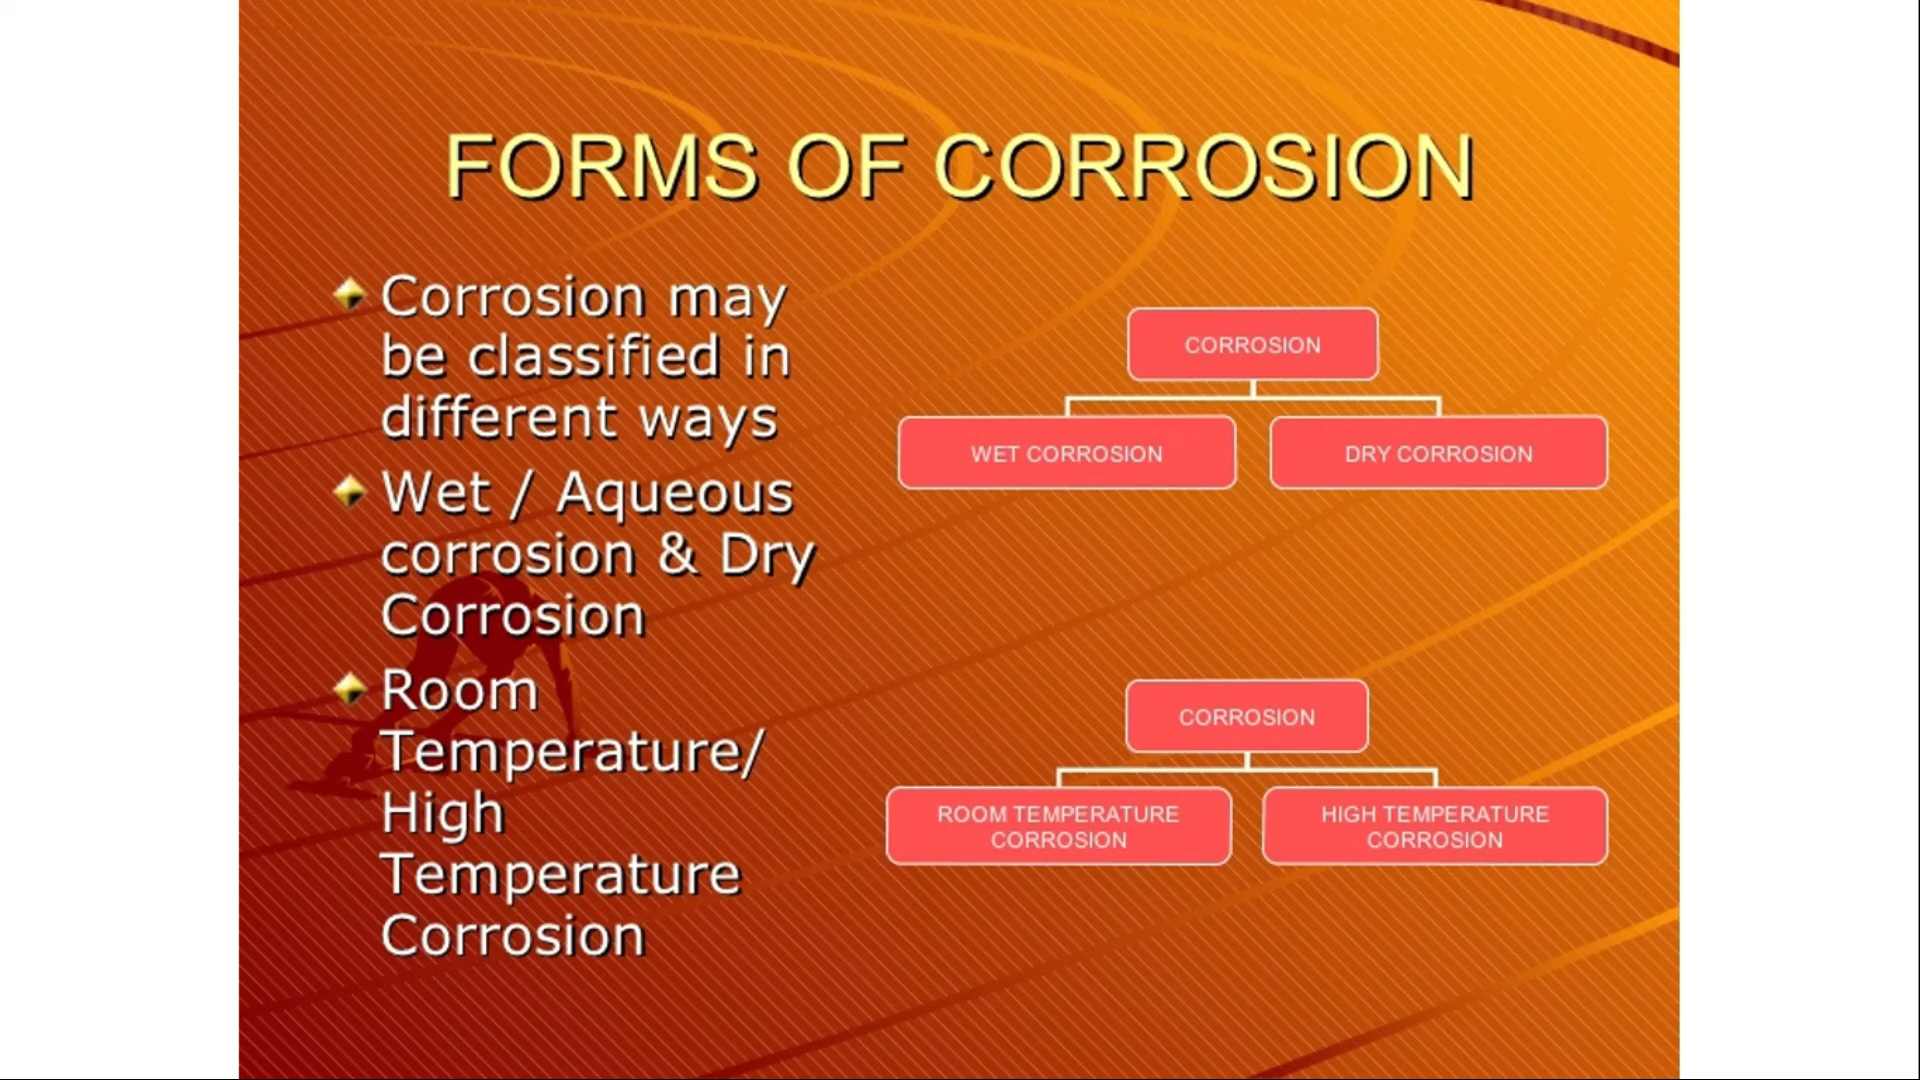 FORMS OF CORROSION
Corrosion may
be classified in
different ways
Wet / Aqueous
corrosion & Dry
Corrosion
Room
Temperature/
High
Temperature
Corrosion
CORROSION
WET CORROSION
DRY CORROSION
CORROSION
ROOM TEMPERATURE
CORROSION
HIGH TEMPERATURE
CORROSION